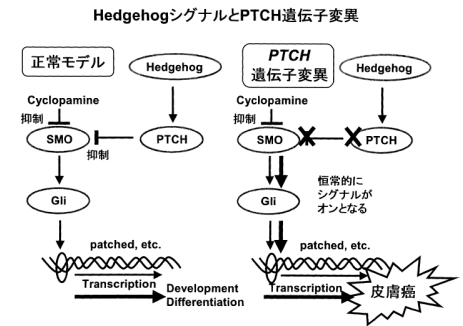 HedgehogシグナルとPTCH遺伝子変異
正常モデル
Hedgehog
Cyclopamine
抑制
SMO
抑制
PTCH
Gli
patched, etc.
Transcription
Development
Differentiation
PTCH
遺伝子変異
Hedgehog
Cyclopamine
抑制
SMO
PTCH
恒常的に
シグナルが
オンとなる
Gli
patched, etc.
Transcription
皮膚癌